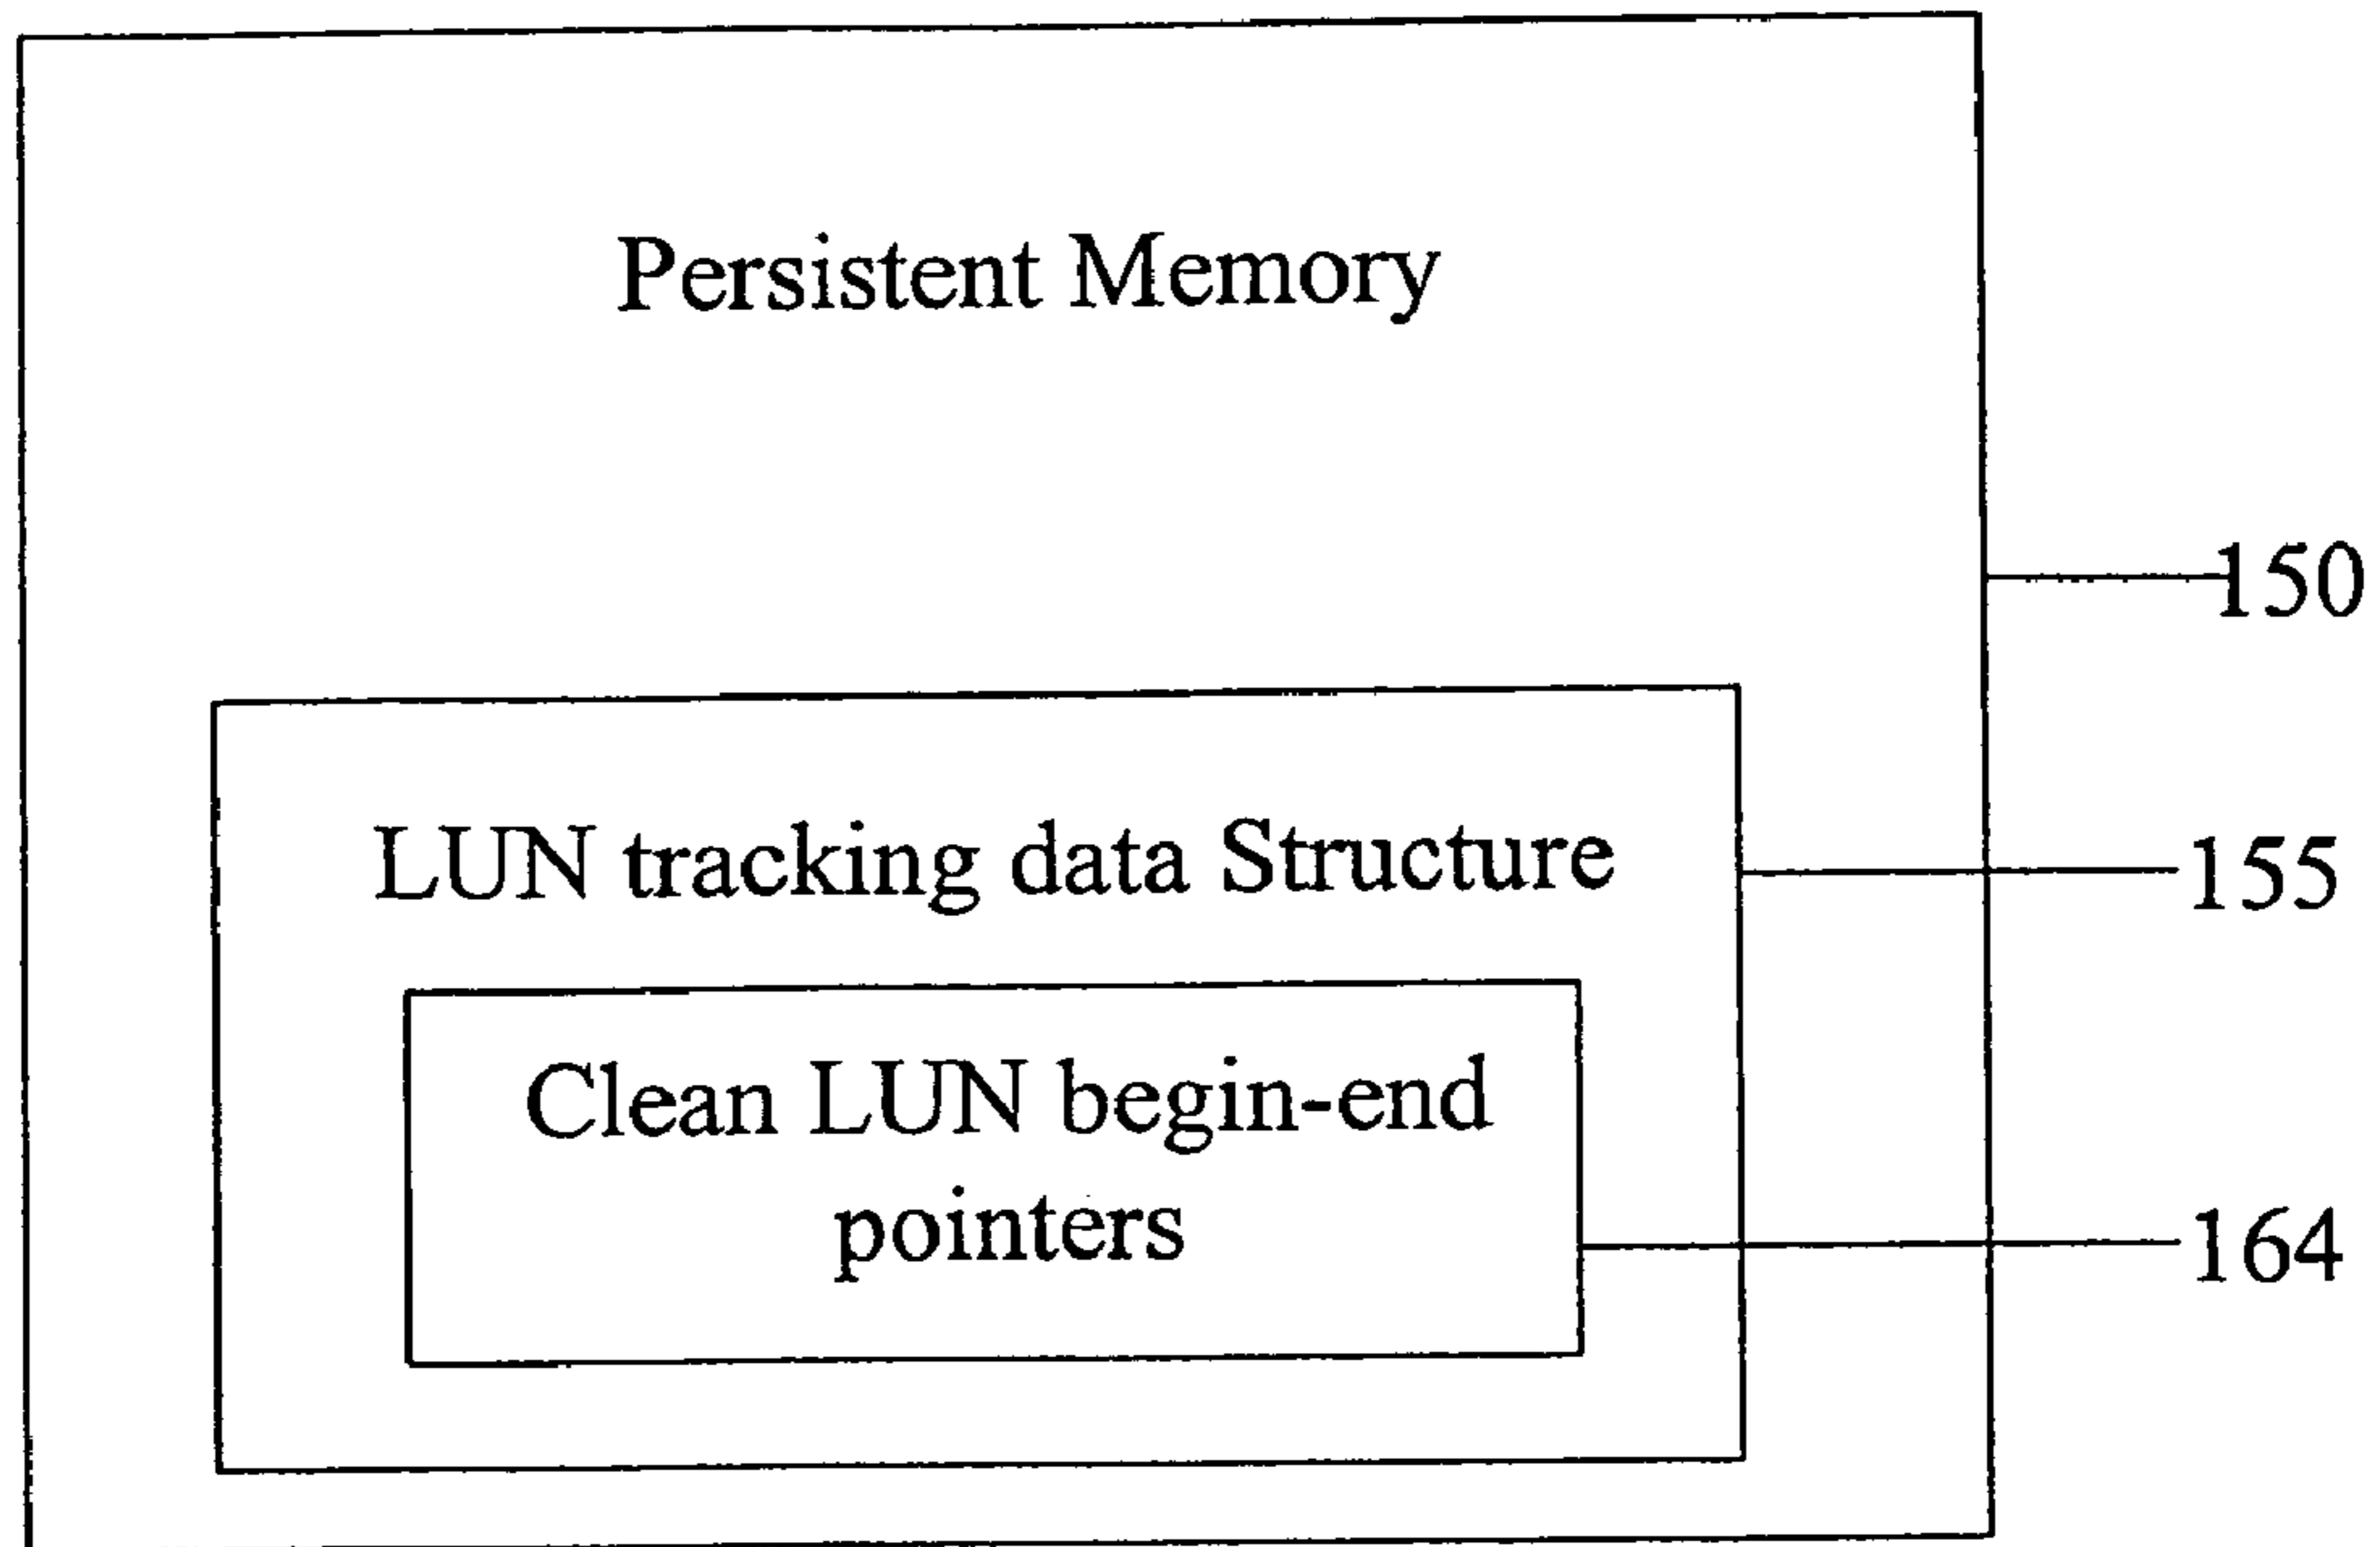 Persistent Memory
150
LUN tracking data Structure
155
Clean LUN begin-end
pointers
164